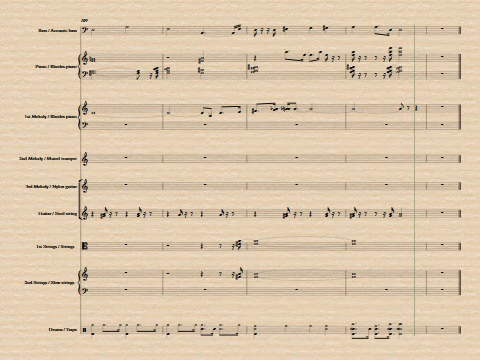 109
Bass / Acoustic bass
Piano / Rhodes piano
1st Melody / Rhodes piano
2nd Melody / Muted trumpet
3rd Melody / Nylon guitar
Guitar / Steel string
1st Strings / Strings
2nd Strings / Slow strings
Drums / Traps